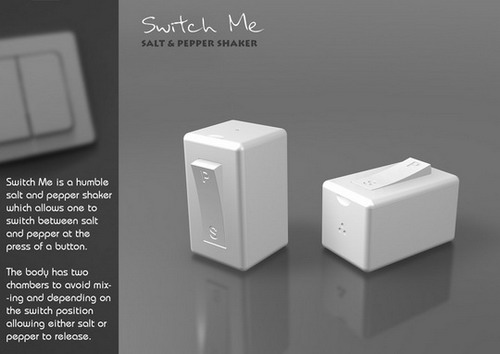 Switch Me
SALT & PEPPER SHAKER
Switch Me is a humble
salt and pepper shaker
which allows one to
switch between salt
and pepper at the
press of a button.
The body has two
chambers to avoid mix-
-ing and depending on
the switch position
allowing either salt or
pepper to release.
P
S
P